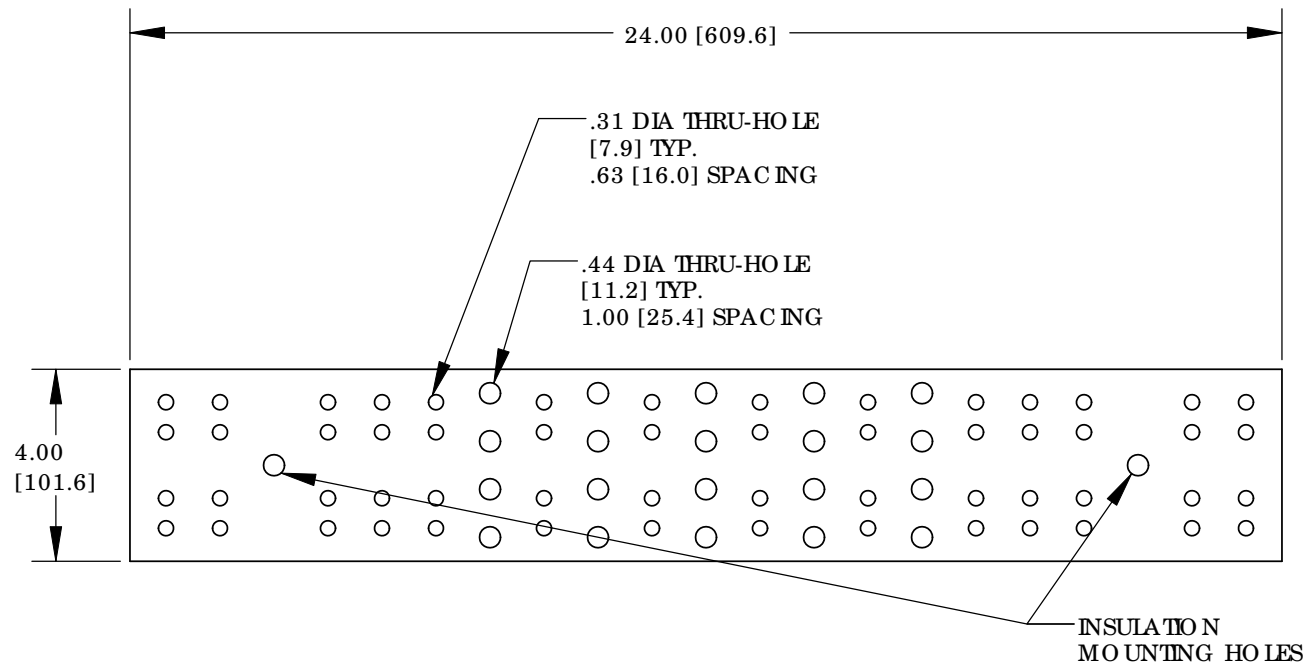 24.00 [609.6]
.31 DIA THRU-HOLE
[7.9] TYP.
.63 [16.0] SPACING
.44 DIA THRU-HOLE
[11.2] TYP.
1.00 [25.4] SPACING
4.00
[101.6]
INSULATION
MOUNTING HOLES